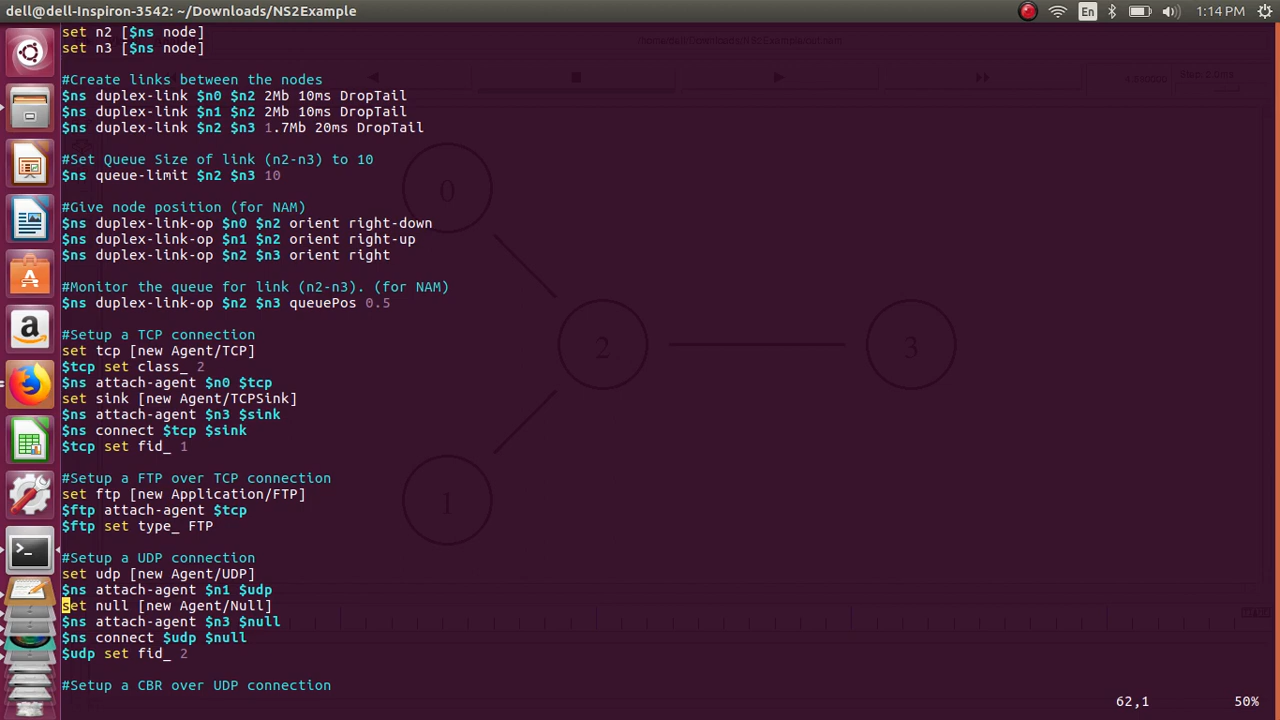 dell@dell-Inspiron-3542: ~/Downloads/NS2Example
En
1:14 PM
set n2 [$ns node]
set n3 [$ns node]
#Create links between the nodes
$ns duplex-link $n0 $n2 2Mb 10ms DropTail
$ns duplex-link $n1 $n2 2Mb 10ms DropTail
$ns duplex-link $n2 $n3 1.7Mb 20ms DropTail
#Set Queue Size of link (n2-n3) to 10
$ns queue-limit $n2 $n3 10
#Give node position (for NAM)
$ns duplex-link-op $n0 $n2 orient right-down
$ns duplex-link-op $n1 $n2 orient right-up
$ns duplex-link-op $n2 $n3 orient right
#Monitor the queue for link (n2-n3). (for NAM)
$ns duplex-link-op $n2 $n3 queuePos 0.5
#Setup a TCP connection
set tcp [new Agent/TCP]
$tcp set class_ 2
$ns attach-agent $n0 $tcp
set sink [new Agent/TCPSink]
$ns attach-agent $n3 $sink
$ns connect $tcp $sink
$tcp set fid_ 1
#Setup a FTP over TCP connection
set ftp [new Application/FTP]
$ftp attach-agent $tcp
$ftp set type_ FTP
#Setup a UDP connection
set udp [new Agent/UDP]
$ns attach-agent $n1 $udp
set null [new Agent/Null]
$ns attach-agent $n3 $null
$ns connect $udp $null
$udp set fid_ 2
#Setup a CBR over UDP connection
62,1
50%
0
2
3
1